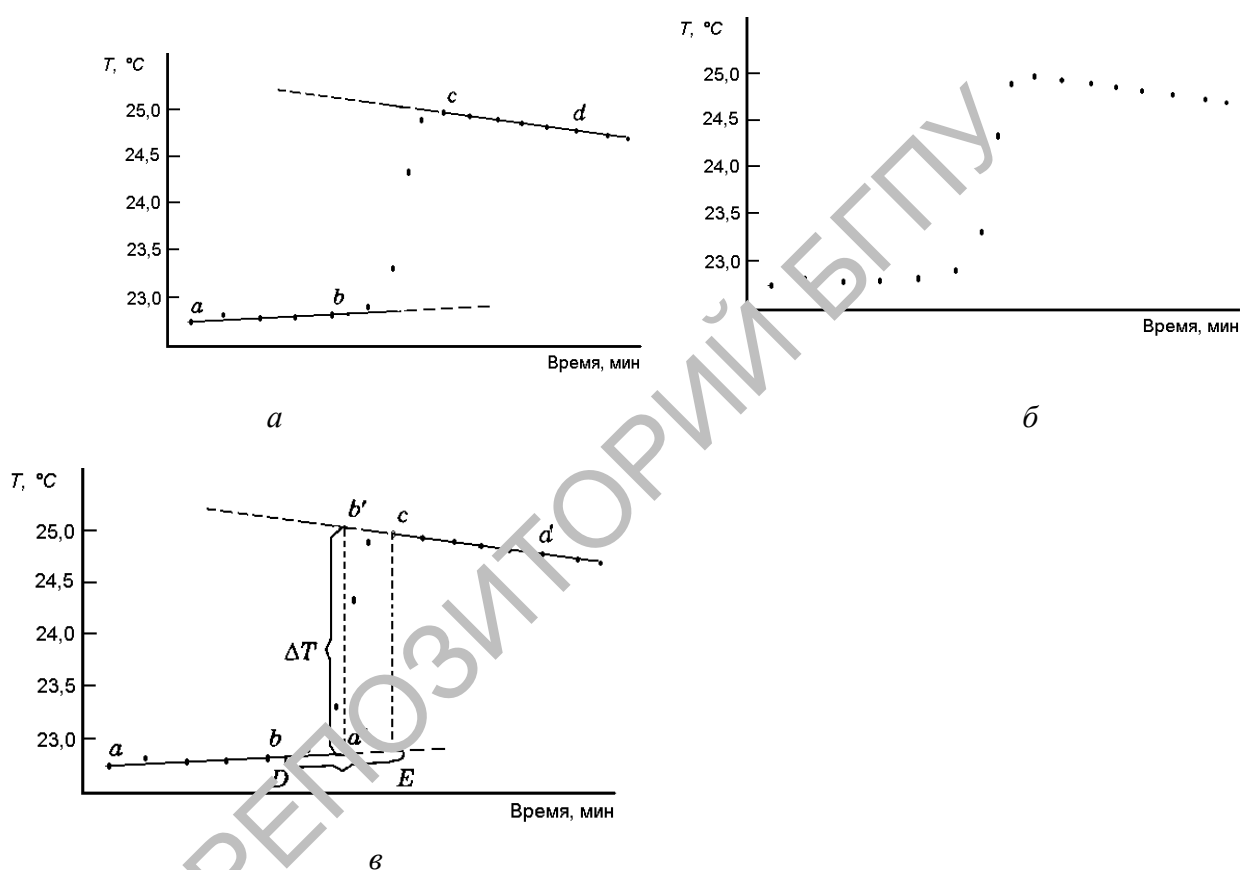 T, °C
25,0
24,5
24,0
23,5
23,0
a
b
c
d
Время, мин
а
T, °C
25,0
24,5
24,0
23,5
23,0
Время, мин
б
T, °C
25,0
24,5
24,0
23,5
23,0
a
b
b'
c
d'
ΔT
a
D
E
Время, мин
в
РЕПОЗИТОРИЙ БГПУ